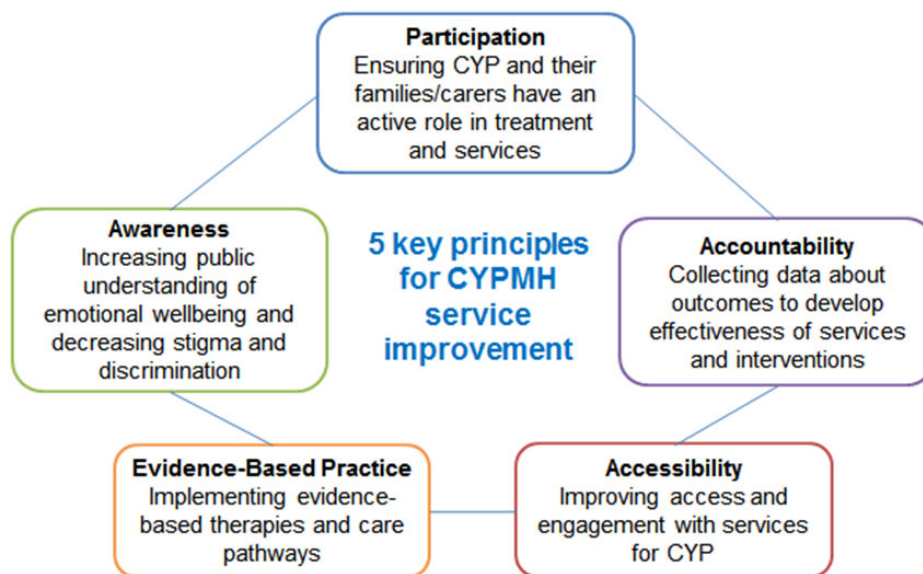 Participation
Ensuring CYP and their
families/carers have an
active role in treatment
and services
Awareness
Increasing public
understanding of
emotional wellbeing and
decreasing stigma and
discrimination
5 key principles
for CYPMH
service
improvement
Accountability
Collecting data about
outcomes to develop
effectiveness of services
and interventions
Evidence-Based Practice
Implementing evidence-
based therapies and care
pathways
Accessibility
Improving access and
engagement with services
for CYP